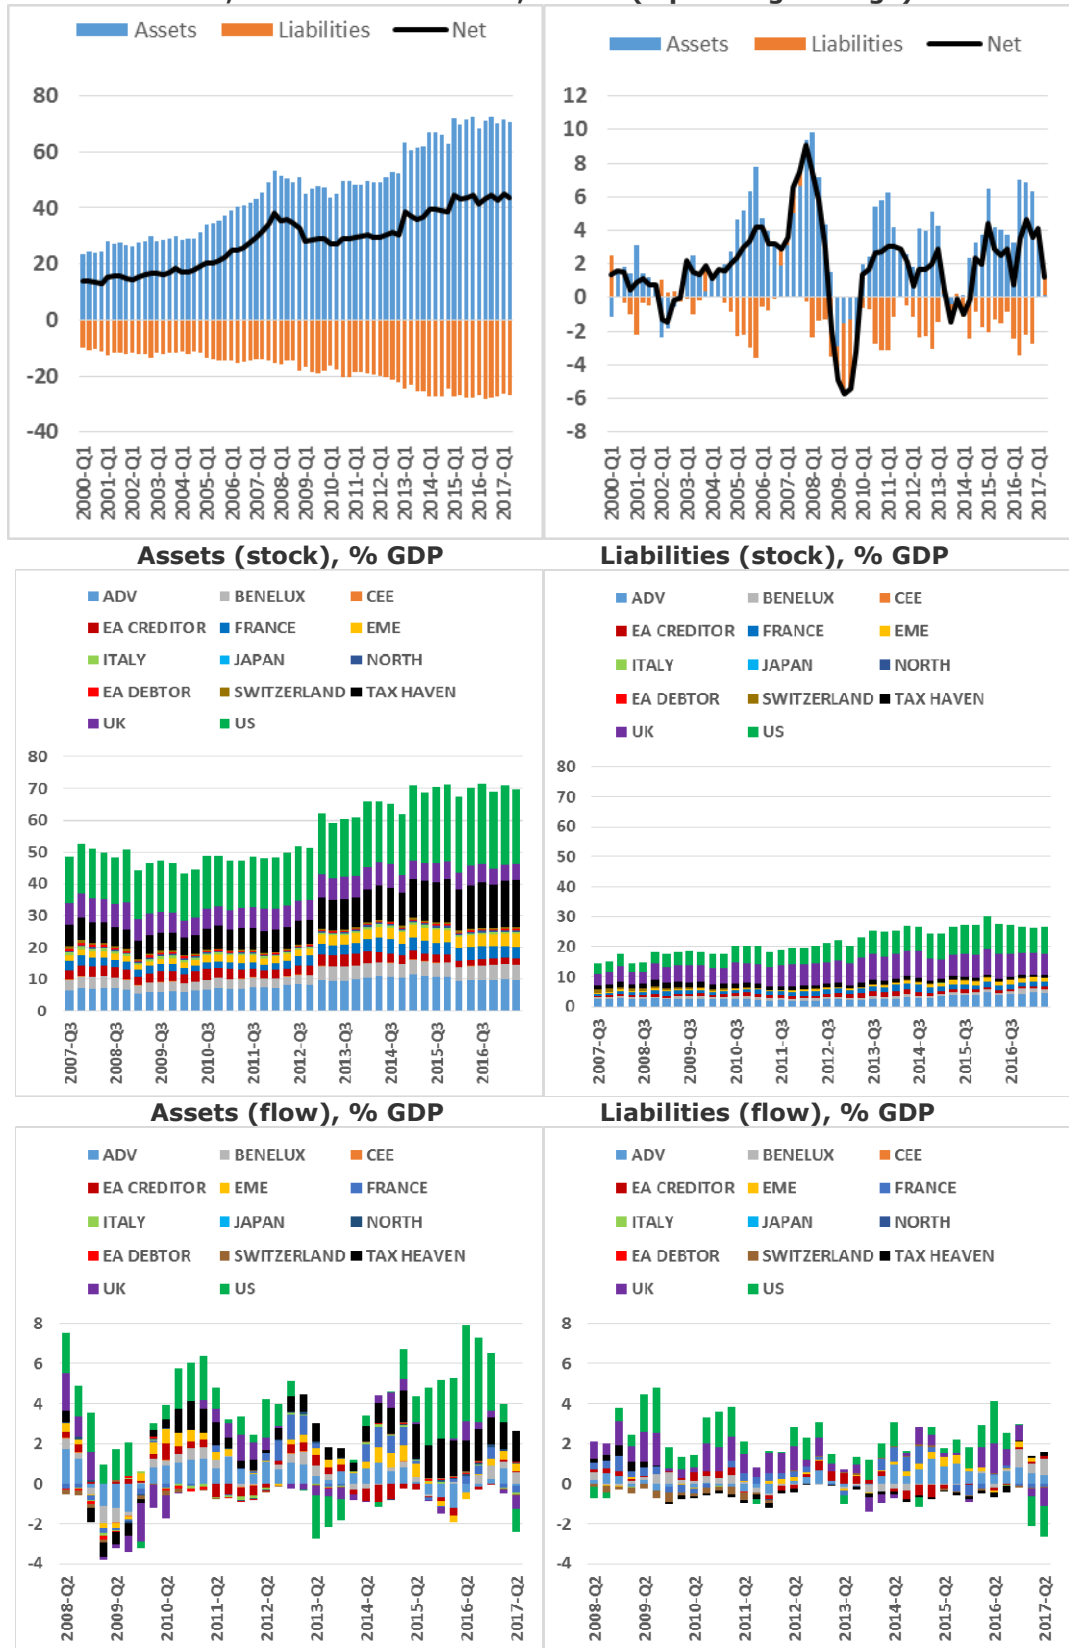 Assets Liabilities Net
80
60
40
20
0
-20
-40
2000-Q1 2001-Q1 2002-Q1 2003-Q1 2004-Q1 2005-Q1 2006-Q1 2007-Q1 2008-Q1 2009-Q1 2010-Q1 2011-Q1 2012-Q1 2013-Q1 2014-Q1 2015-Q1 2016-Q1 2017-Q1
Assets Liabilities Net
12
10
8
6
4
2
0
-2
-4
-6
-8
2000-Q1 2001-Q1 2002-Q1 2003-Q1 2004-Q1 2005-Q1 2006-Q1 2007-Q1 2008-Q1 2009-Q1 2010-Q1 2011-Q1 2012-Q1 2013-Q1 2014-Q1 2015-Q1 2016-Q1 2017-Q1
Assets (stock), % GDP
ADV BENELUX CEE
EA CREDITOR FRANCE EME
ITALY JAPAN NORTH
EA DEBTOR SWITZERLAND TAX HAVEN
UK US
80
70
60
50
40
30
20
10
0
2007-Q3 2008-Q3 2009-Q3 2010-Q3 2011-Q3 2012-Q3 2013-Q3 2014-Q3 2015-Q3 2016-Q3
Liabilities (stock), % GDP
ADV BENELUX CEE
EA CREDITOR FRANCE EME
ITALY JAPAN NORTH
EA DEBTOR SWITZERLAND TAX HAVEN
UK US
80
70
60
50
40
30
20
10
0
2007-Q3 2008-Q3 2009-Q3 2010-Q3 2011-Q3 2012-Q3 2013-Q3 2014-Q3 2015-Q3 2016-Q3
Assets (flow), % GDP
ADV BENELUX CEE
EA CREDITOR EME FRANCE
ITALY JAPAN NORTH
EA DEBTOR SWITZERLAND TAX HEAVEN
UK US
8
6
4
2
0
-2
-4
2008-Q2 2009-Q2 2010-Q2 2011-Q2 2012-Q2 2013-Q2 2014-Q2 2015-Q2 2016-Q2 2017-Q2
Liabilities (flow), % GDP
ADV BENELUX CEE
EA CREDITOR EME FRANCE
ITALY JAPAN NORTH
EA DEBTOR SWITZERLAND TAX HEAVEN
UK US
8
6
4
2
0
-2
-4
2008-Q2 2009-Q2 2010-Q2 2011-Q2 2012-Q2 2013-Q2 2014-Q2 2015-Q2 2016-Q2 2017-Q2